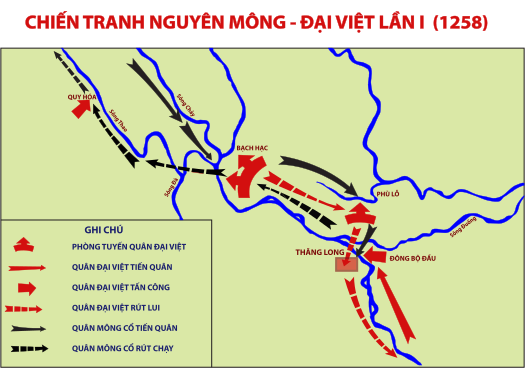 CHIẾN TRANH NGUYÊN MÔNG - ĐẠI VIỆT LẦN I (1258)
QUY HÓA
Sông Thao
Sông Chảy
BẠCH HẠC
Sông Đà
PHÙ LỖ
Sông Đuống
THĂNG LONG
ĐÔNG BỘ ĐẦU
GHI CHÚ
PHÒNG TUYẾN QUÂN ĐẠI VIỆT
QUÂN ĐẠI VIỆT TIẾN QUÂN
QUÂN ĐẠI VIỆT TẤN CÔNG
QUÂN ĐẠI VIỆT RÚT LUI
QUÂN MÔNG CỔ TIẾN QUÂN
QUÂN MÔNG CỔ RÚT CHẠY